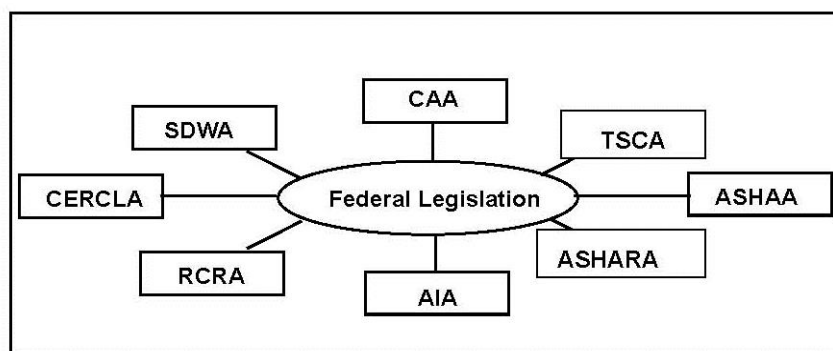 CAA
SDWA
TSCA
CERCLA
Federal Legislation
ASHAA
RCRA
ASHARA
AIA